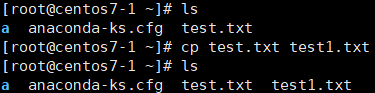 [root@centos7-1 ~]# ls
a  anaconda-ks.cfg  test.txt
[root@centos7-1 ~]# cp test.txt test1.txt
[root@centos7-1 ~]# ls
a  anaconda-ks.cfg  test.txt  test1.txt